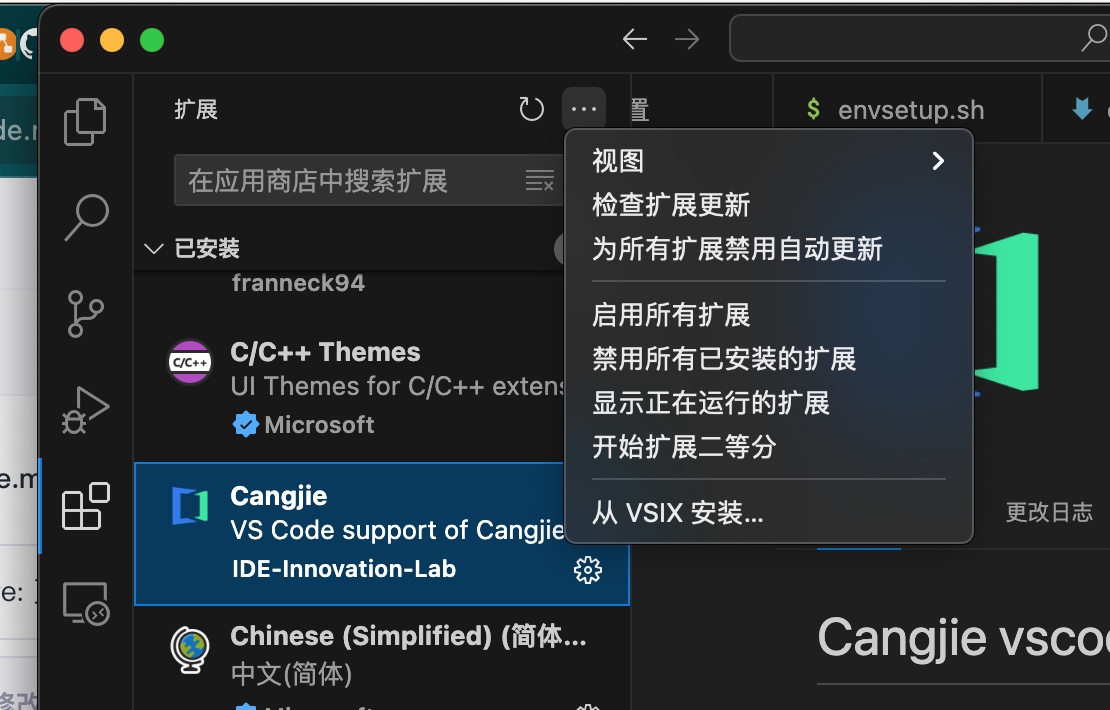 扩展
置
envsetup.sh
de.m
在应用商店中搜索扩展
已安装
franneck94
C/C++
C/C++ Themes
UI Themes for C/C++ extens
Microsoft
Cangjie
VS Code support of Cangjie
IDE-Innovation-Lab
Chinese (Simplified) (简体...
中文(简体)
视图
检查扩展更新
为所有扩展禁用自动更新
启用所有扩展
禁用所有已安装的扩展
显示正在运行的扩展
开始扩展二等分
从 VSIX 安装...
更改日志
Cangjie vsco
e.m
e:
修改